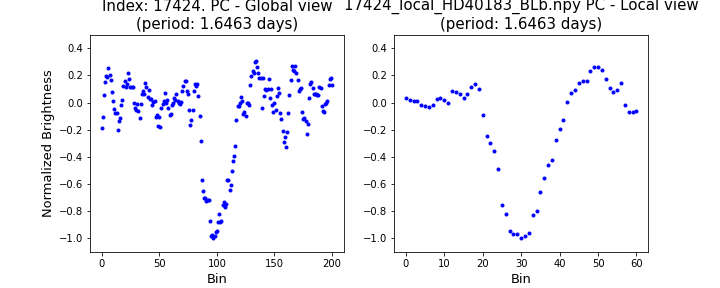 Index: 17424. PC - Global view
(period: 1.6463 days)
17424_local_HD40183_BLb.npy PC - Local view
(period: 1.6463 days)
Normalized Brightness
0.4
0.2
0.0
−0.2
−0.4
−0.6
−0.8
−1.0
0 50 100 150 200
Bin
0.4
0.2
0.0
−0.2
−0.4
−0.6
−0.8
−1.0
0 10 20 30 40 50 60
Bin